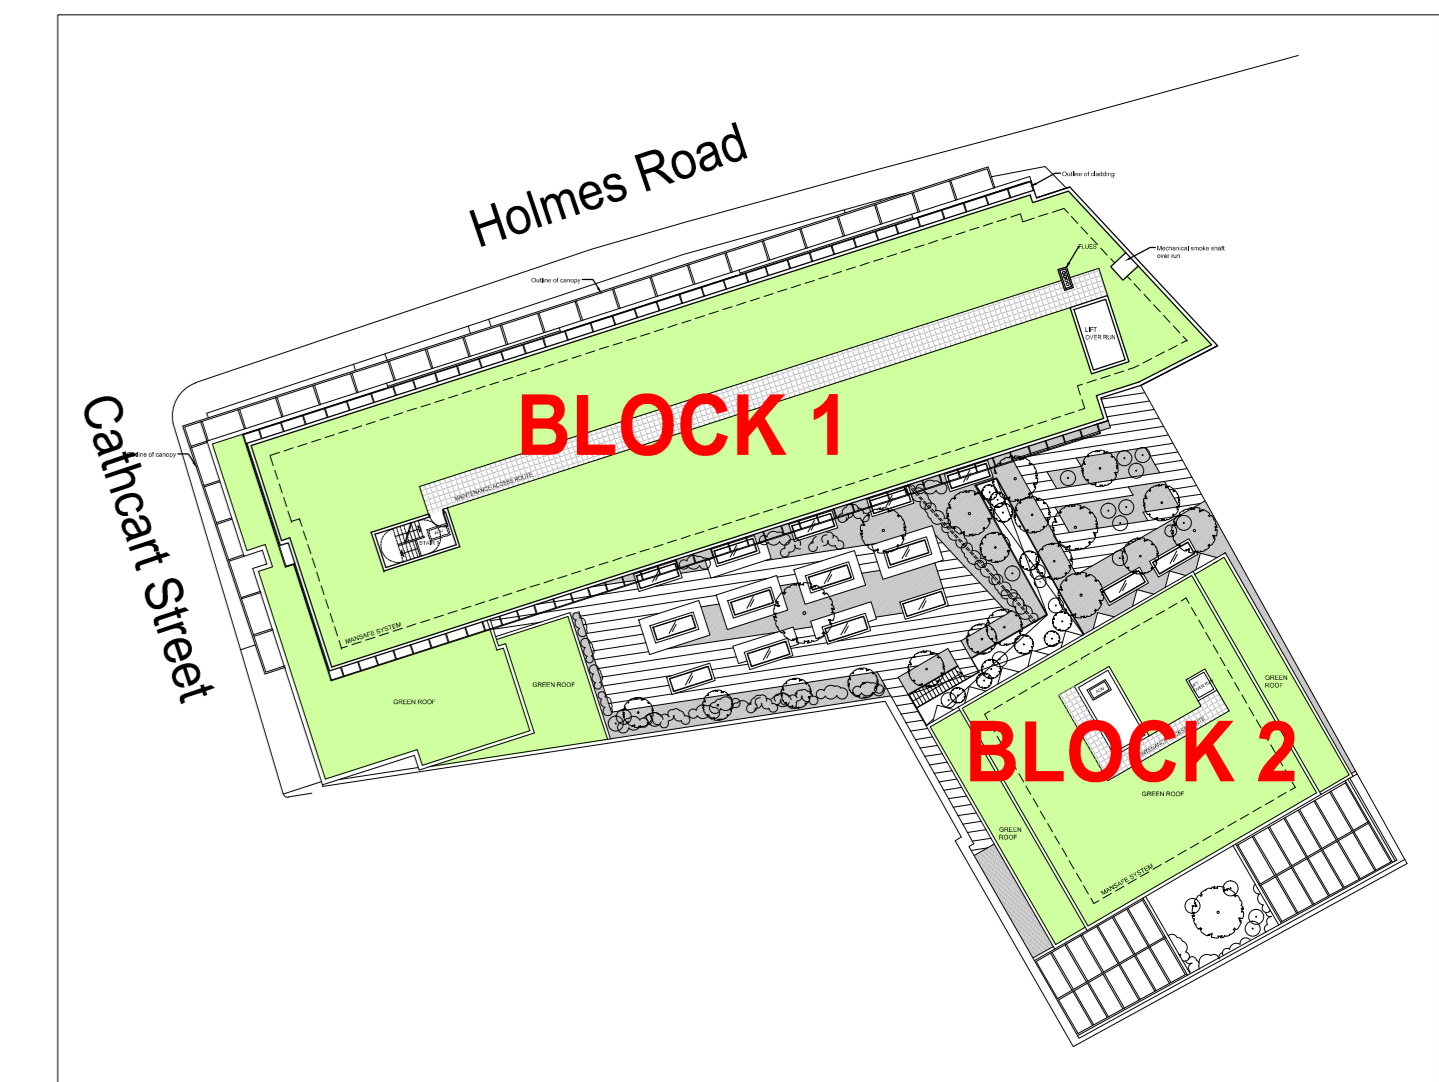 Holmes Road
Outline of cladding
FLUES
Mechanical smoke shaft
over run
Outline of canopy
LIFT
OVER RUN
Cathcart Street
BLOCK 1
MAINTENANCE ACCESS ROUTE
AOV
MANSAFE SYSTEM
GREEN ROOF
GREEN ROOF
GREEN
ROOF
AOV
BLOCK 2
GREEN ROOF
GREEN
ROOF
MANSAFE SYSTEM